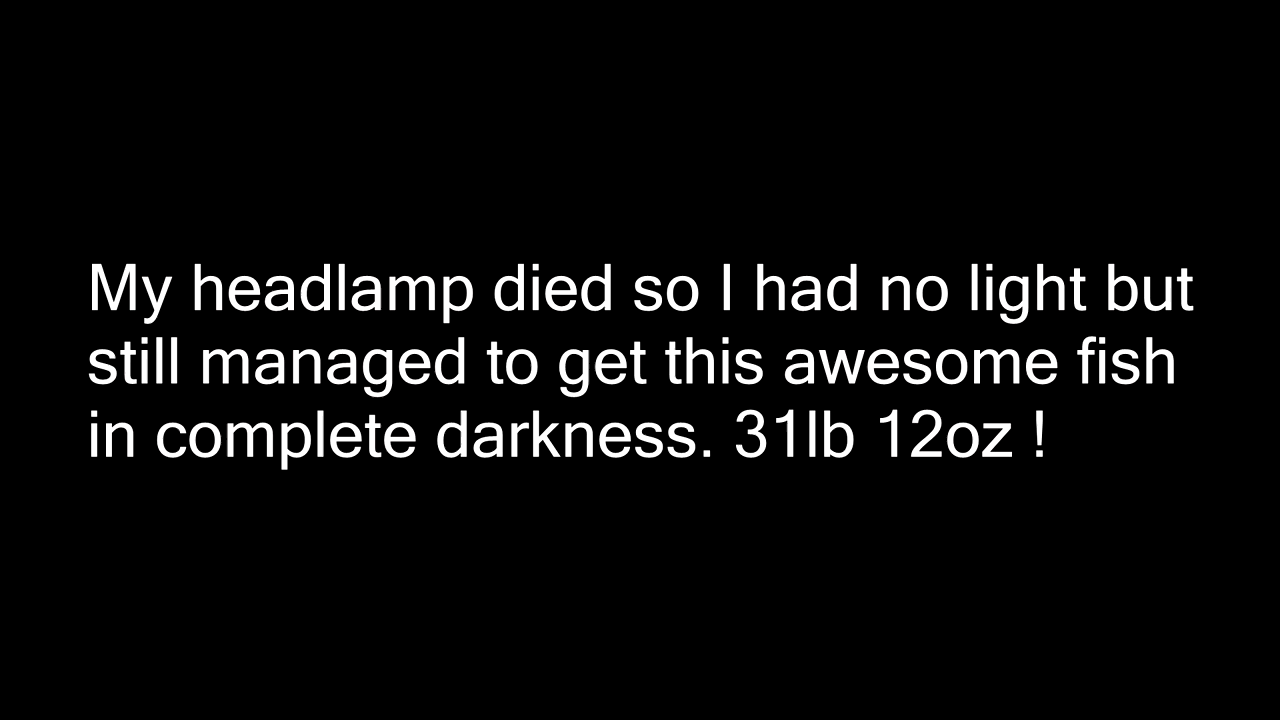 My headlamp died so I had no light but
still managed to get this awesome fish
in complete darkness. 31lb 12oz !